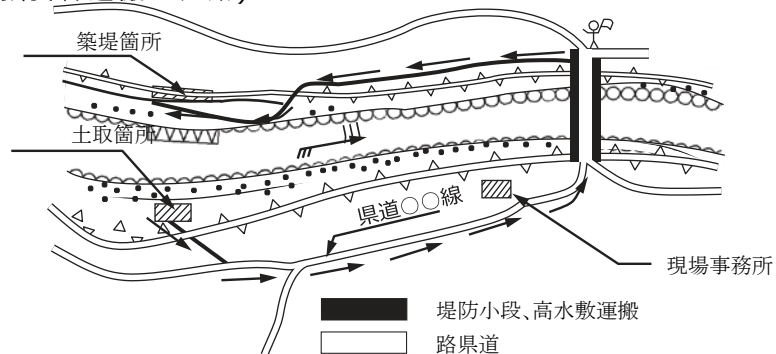 築堤箇所
土取箇所
県道○○線
現場事務所
堤防小段、高水敷運搬
路県道